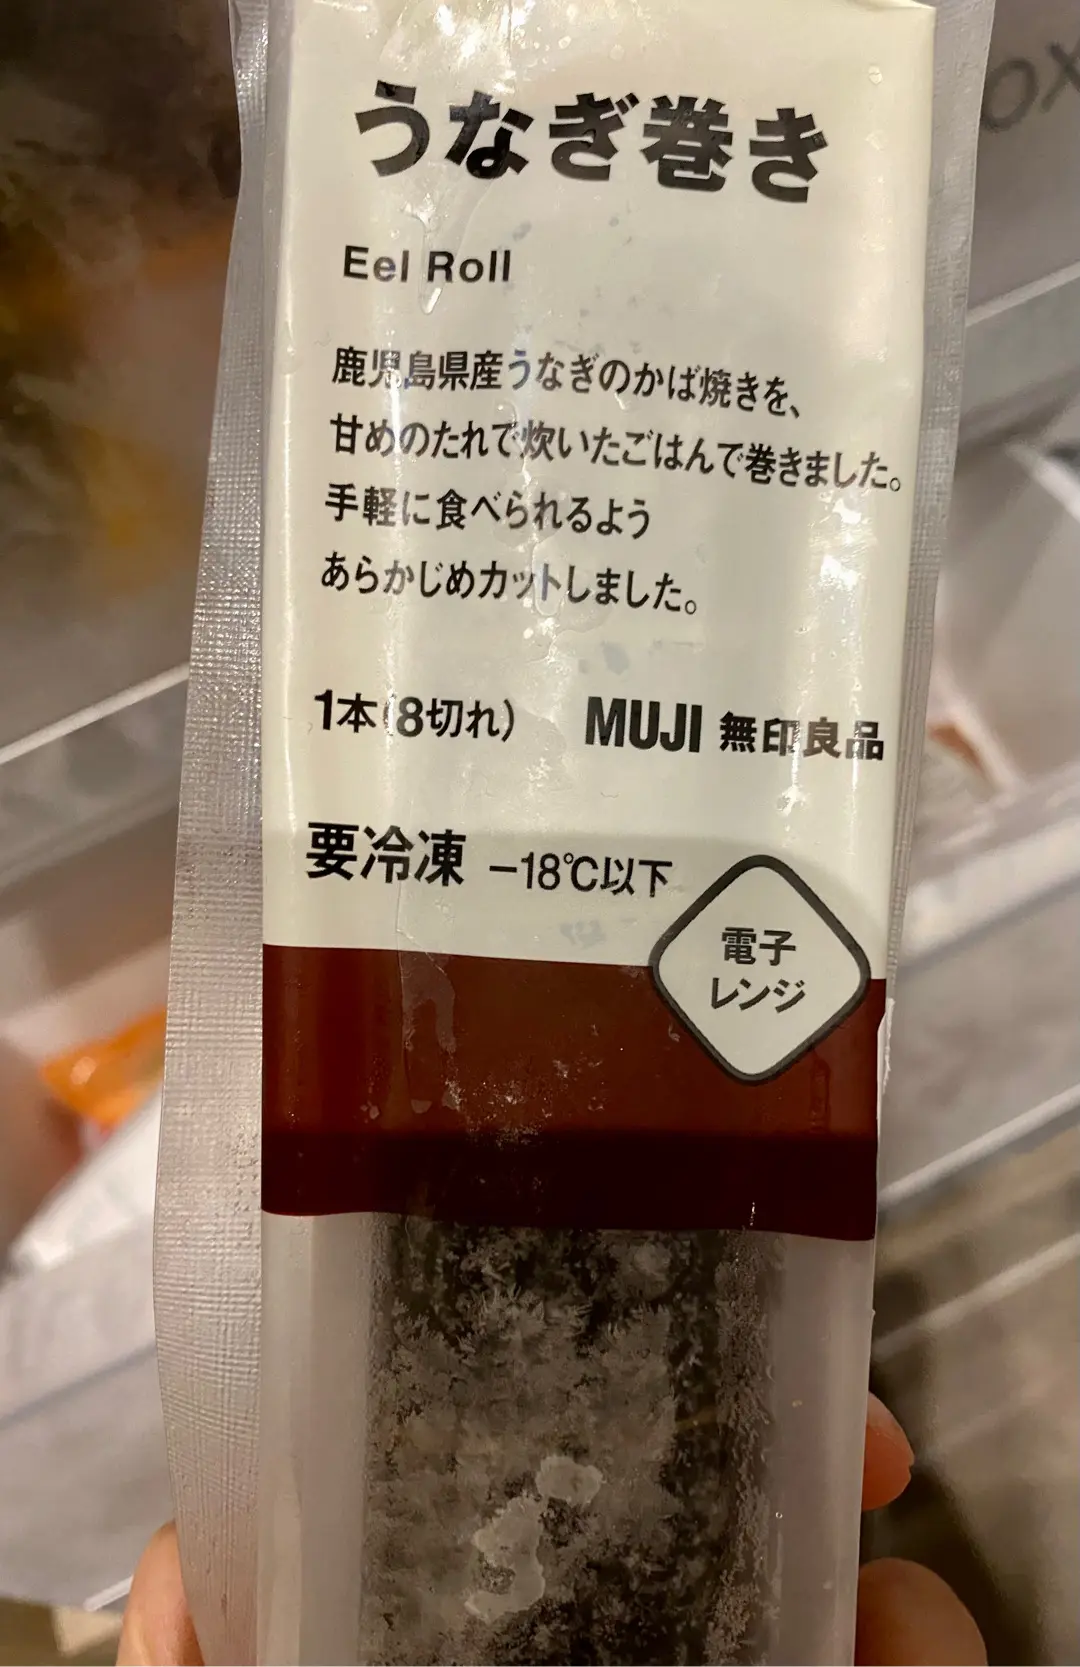 うなぎ巻き
Eel Roll
鹿児島県産うなぎのかば焼きを、
甘めのたれで炊いたごはんで巻きました。
手軽に食べられるよう
あらかじめカットしました。
1本(8切れ) MUJI 無印良品
要冷凍 −18℃以下
電子
レンジ
OX